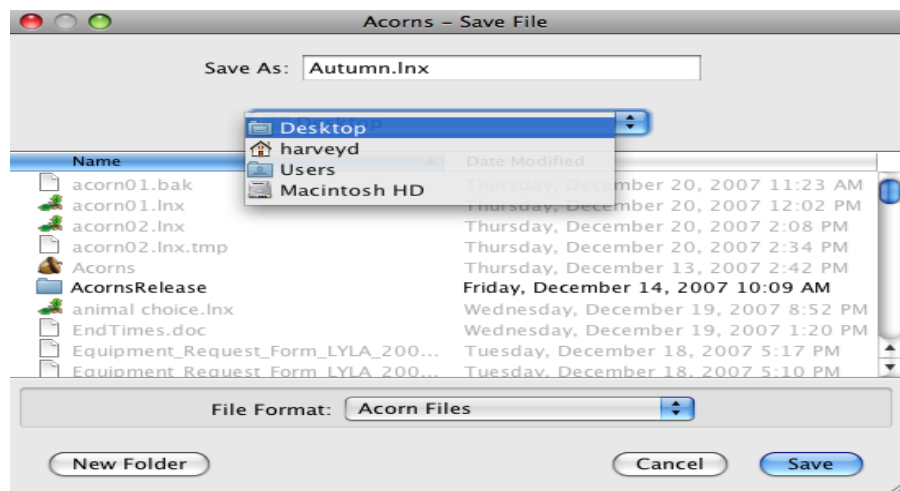 Acorns – Save File
Save As: Autumn.lnx
Desktop
harveyd
Users
Macintosh HD
Name Date Modified
acorn01.bak Thursday, December 20, 2007 11:23 AM
acorn01.lnx Thursday, December 20, 2007 12:02 PM
acorn02.lnx Thursday, December 20, 2007 2:08 PM
acorn02.lnx.tmp Thursday, December 20, 2007 2:34 PM
Acorns Thursday, December 13, 2007 2:42 PM
AcornsRelease Friday, December 14, 2007 10:09 AM
animal choice.lnx Wednesday, December 19, 2007 8:52 PM
EndTimes.doc Wednesday, December 19, 2007 1:20 PM
Equipment_Request_Form_LYLA_200... Tuesday, December 18, 2007 5:17 PM
Equipment Request Form LYLA 200... Tuesday, December 18, 2007 5:10 PM
File Format: Acorn Files
New Folder Cancel Save